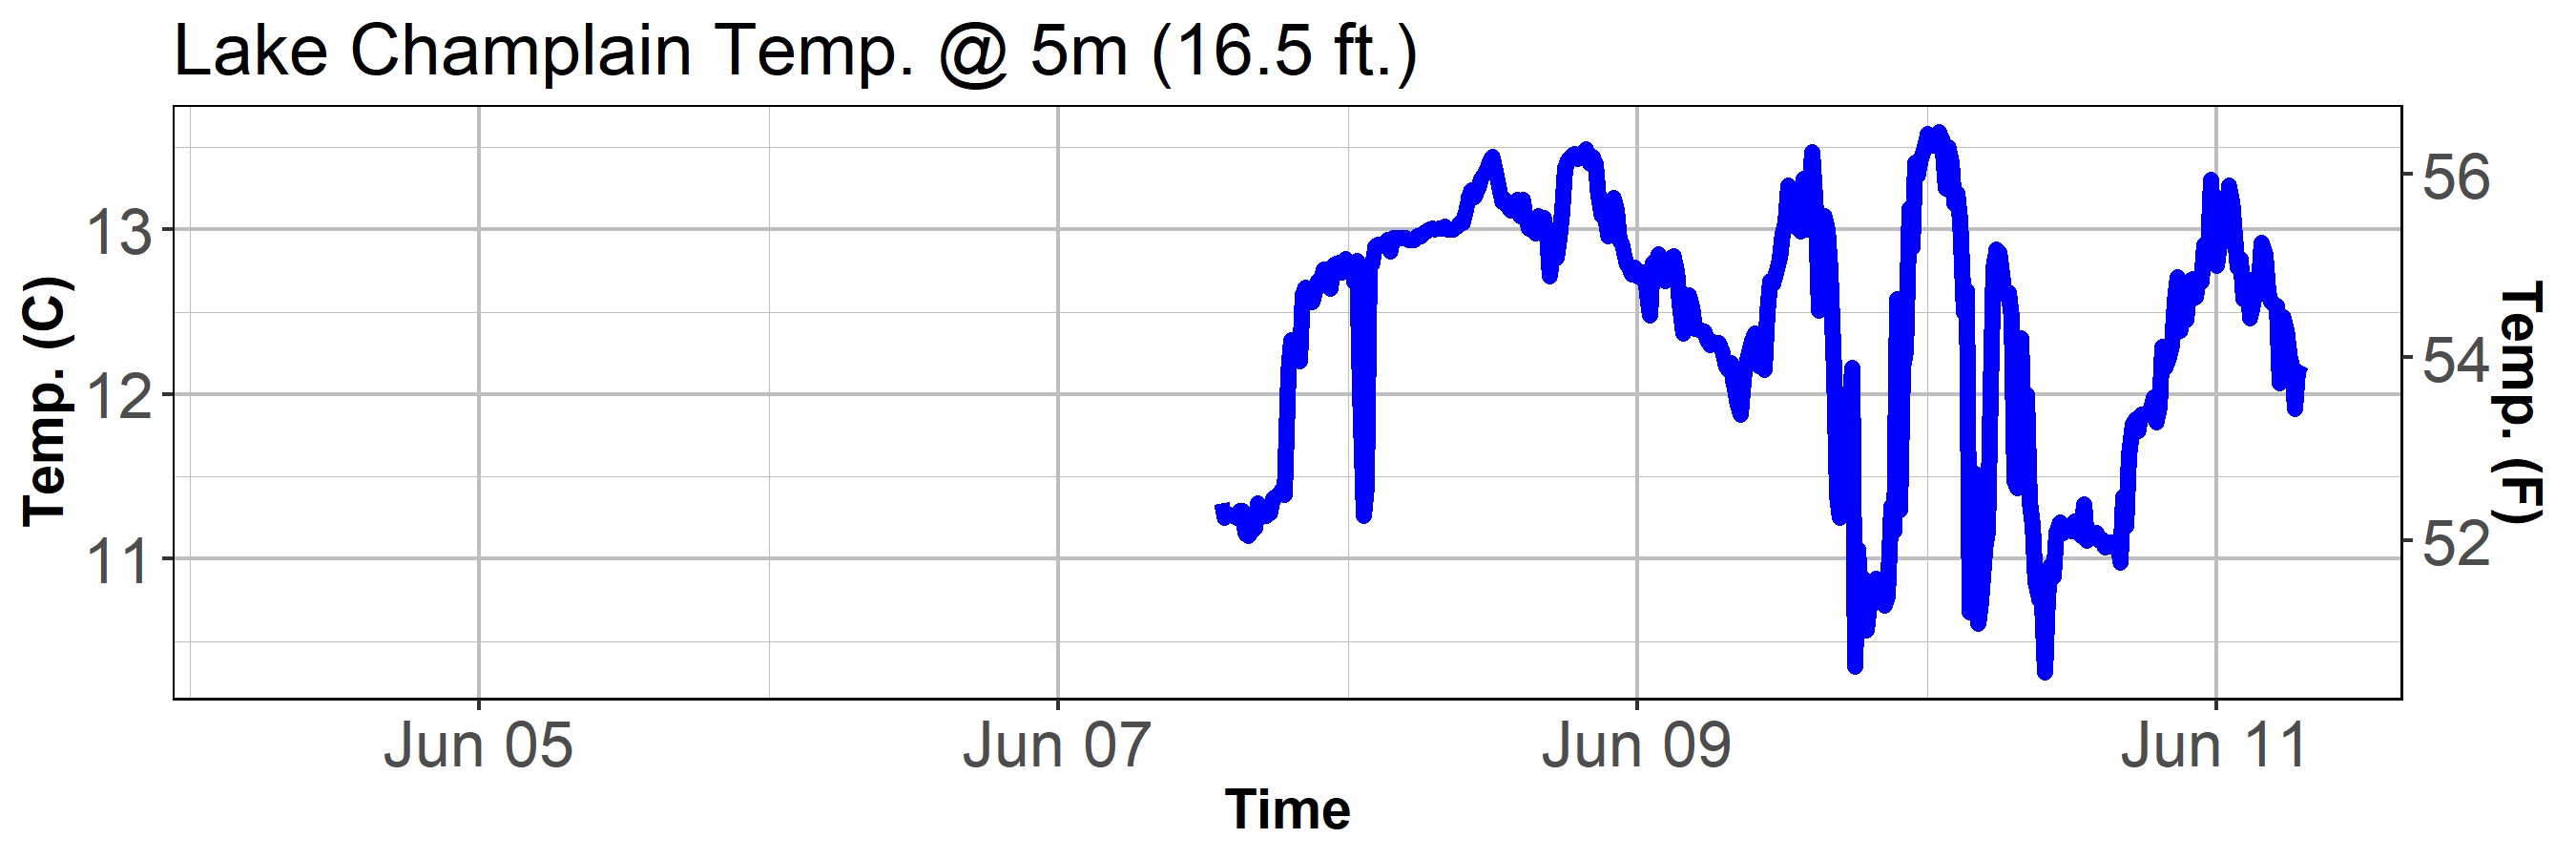 Lake Champlain Temp. @ 5m (16.5 ft.)
Temp. (C)
13
12
11
56
54
52
Temp. (F)
Jun 05 Jun 07 Jun 09 Jun 11
Time